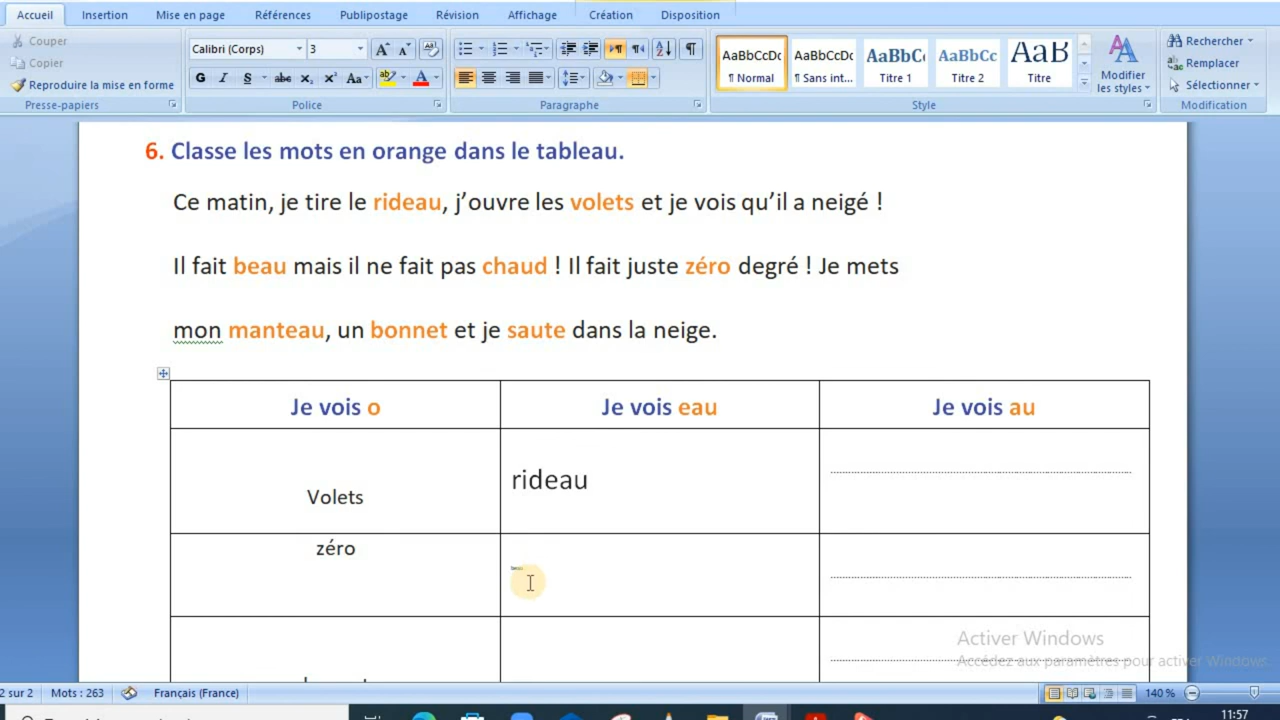 Accueil Insertion Mise en page Références Publipostage Révision Affichage Création Disposition
Couper
Copier
Reproduire la mise en forme
Presse-papiers
Calibri (Corps) 3
G I S abc x₂ x² Aa
Police
Paragraphe
AaBbCcDc AaBbCcDc AaBbC AaBbCc AaB
¶ Normal ¶ Sans int... Titre 1 Titre 2 Titre
Modifier
les styles
Style
Rechercher
Remplacer
Sélectionner
Modification
6. Classe les mots en orange dans le tableau.
Ce matin, je tire le rideau, j’ouvre les volets et je vois qu’il a neigé !
Il fait beau mais il ne fait pas chaud ! Il fait juste zéro degré ! Je mets
mon manteau, un bonnet et je saute dans la neige.
Je vois o Je vois eau Je vois au
Volets rideau
zéro
beau
Activer Windows
Accédez aux paramètres pour activer Windows.
2 sur 2 Mots : 263 Français (France) 140 %
11:57